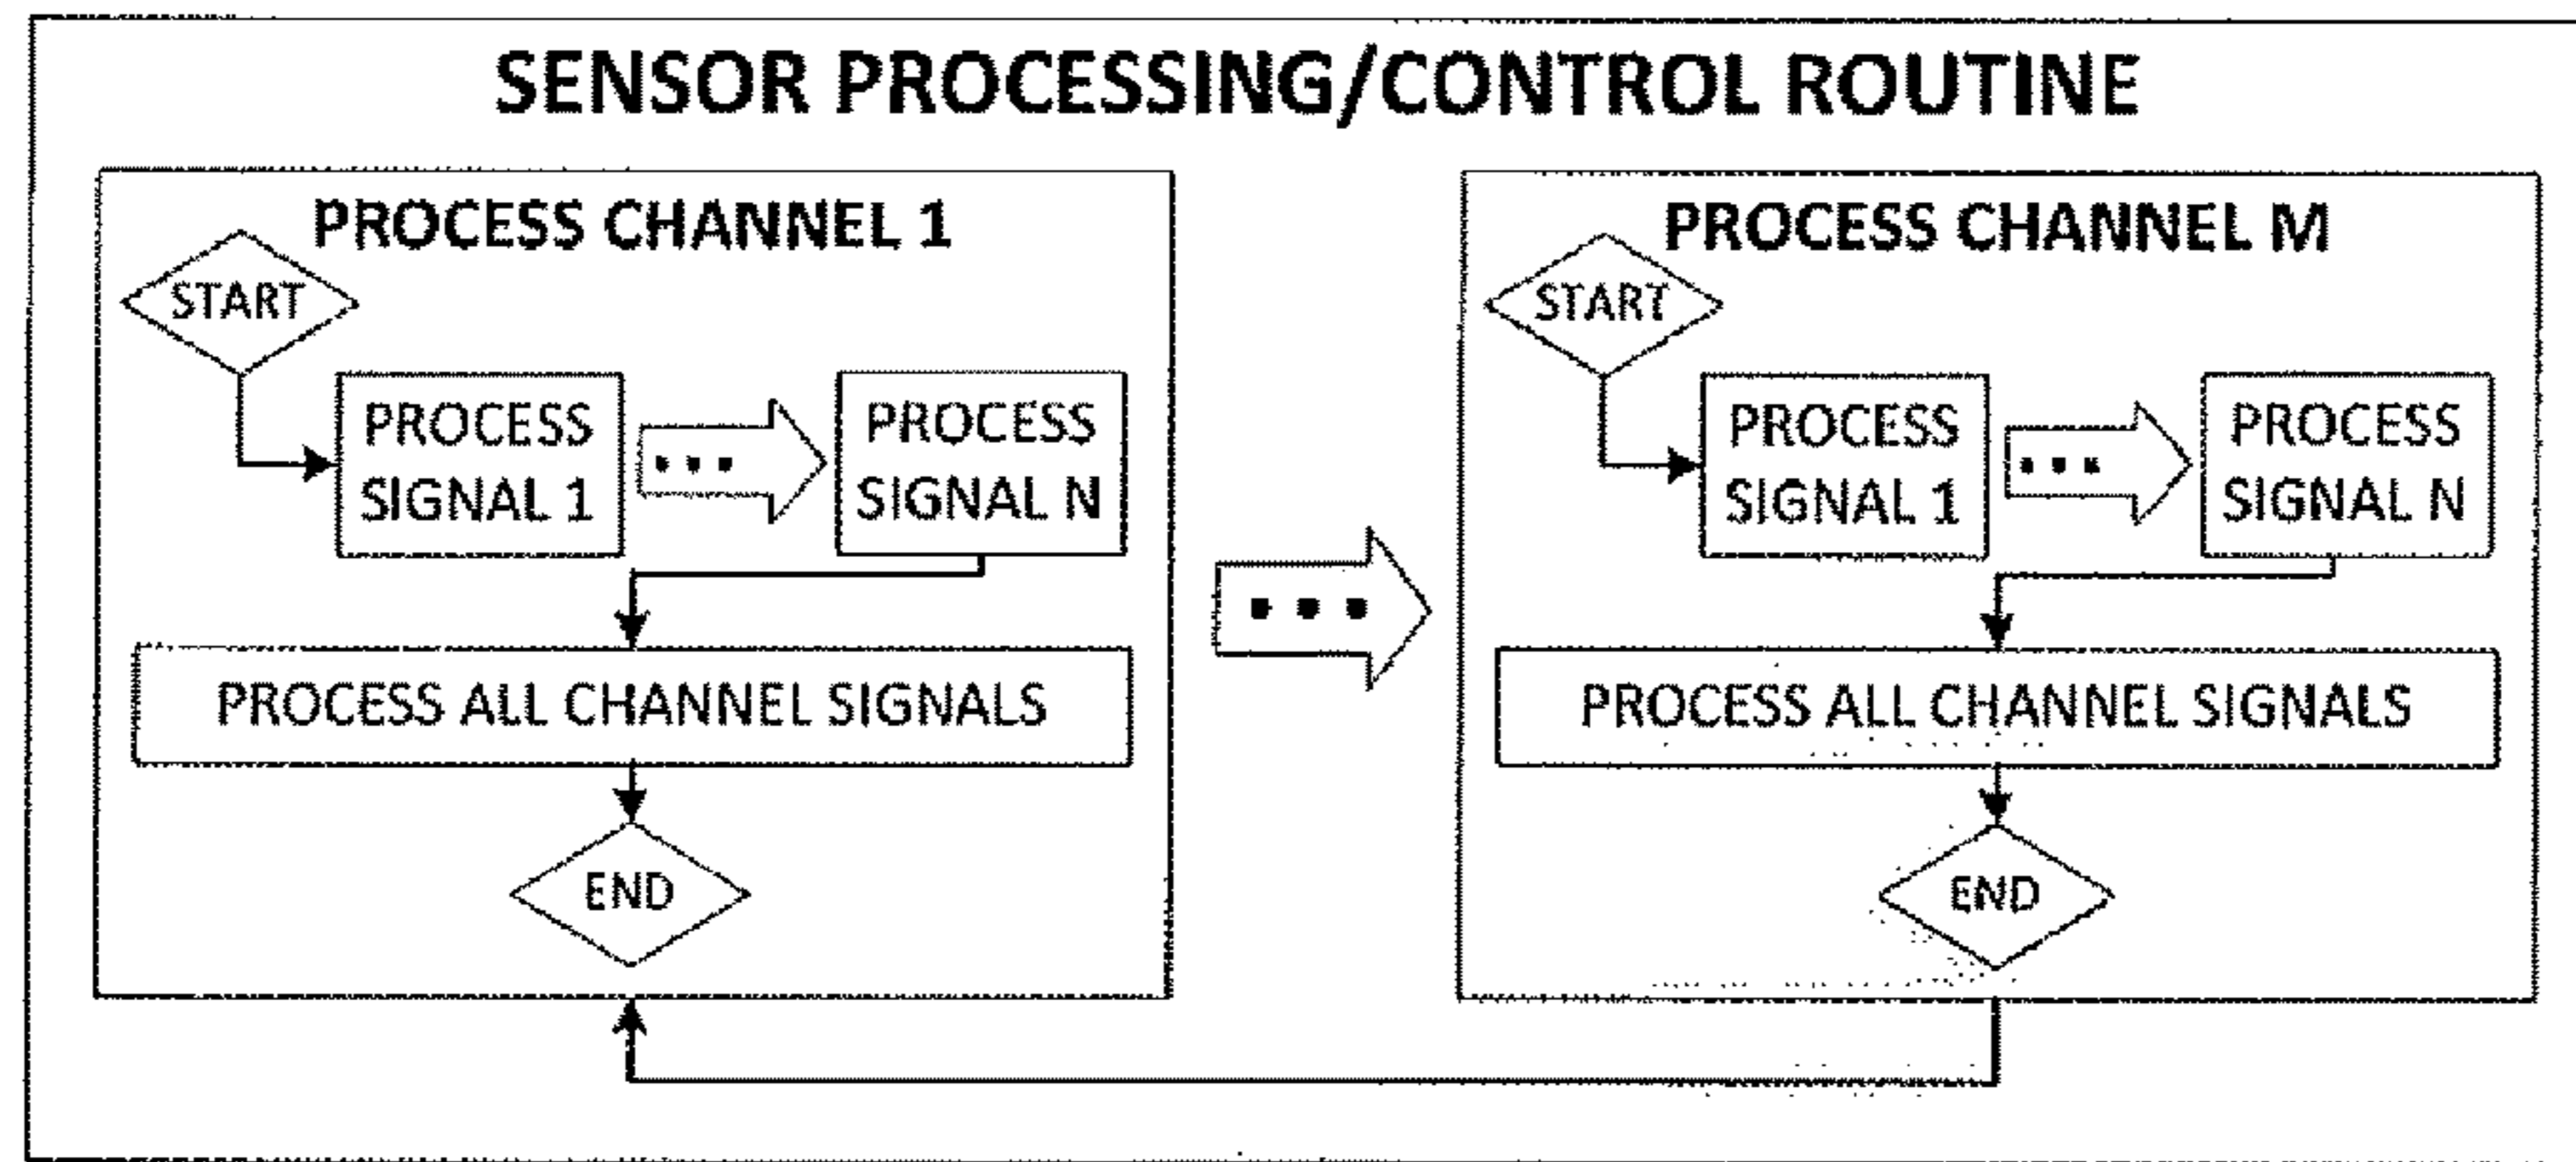 SENSOR PROCESSING/CONTROL ROUTINE
PROCESS CHANNEL 1
START
PROCESS
SIGNAL 1
PROCESS
SIGNAL N
PROCESS ALL CHANNEL SIGNALS
END
PROCESS CHANNEL M
START
PROCESS
SIGNAL 1
PROCESS
SIGNAL N
PROCESS ALL CHANNEL SIGNALS
END